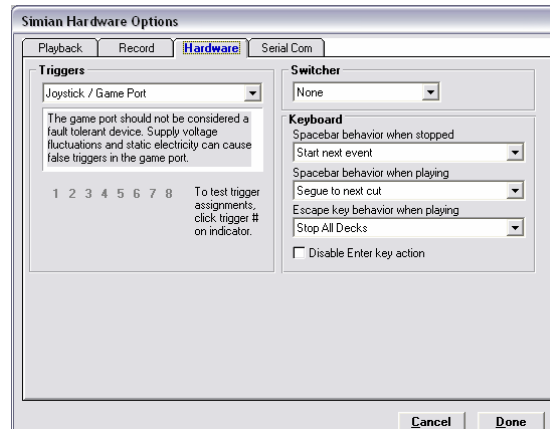 Simian Hardware Options
Playback
Record
Hardware
Serial Com
Triggers
Joystick / Game Port
The game port should not be considered a
fault tolerant device. Supply voltage
fluctuations and static electricity can cause
false triggers in the game port.
1 2 3 4 5 6 7 8
To test trigger
assignments,
click trigger #
on indicator.
Switcher
None
Keyboard
Spacebar behavior when stopped
Start next event
Spacebar behavior when playing
Segue to next cut
Escape key behavior when playing
Stop All Decks
Disable Enter key action
Cancel
Done